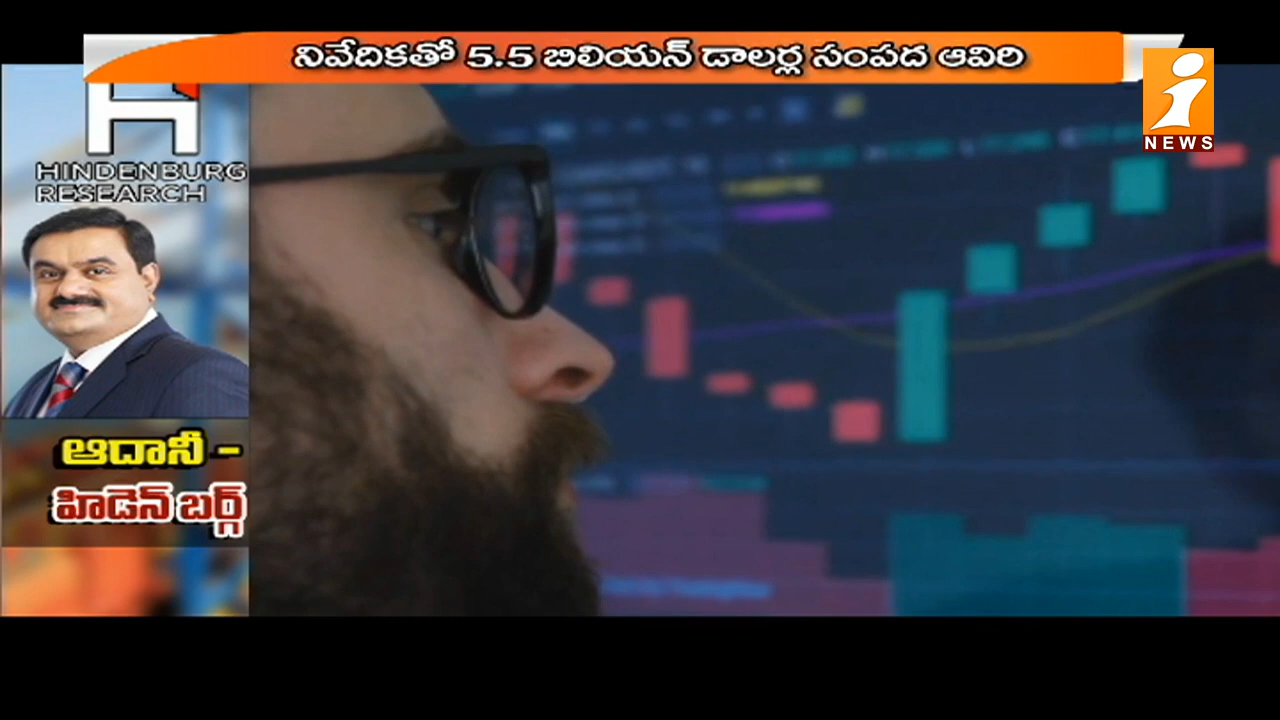 నివేదికతో 5.5 బిలియన్ డాలర్ల సంపద ఆవిరి
i
NEWS
H
HINDENBURG
RESEARCH
ఆదానీ -
హిడెన్ బర్గ్